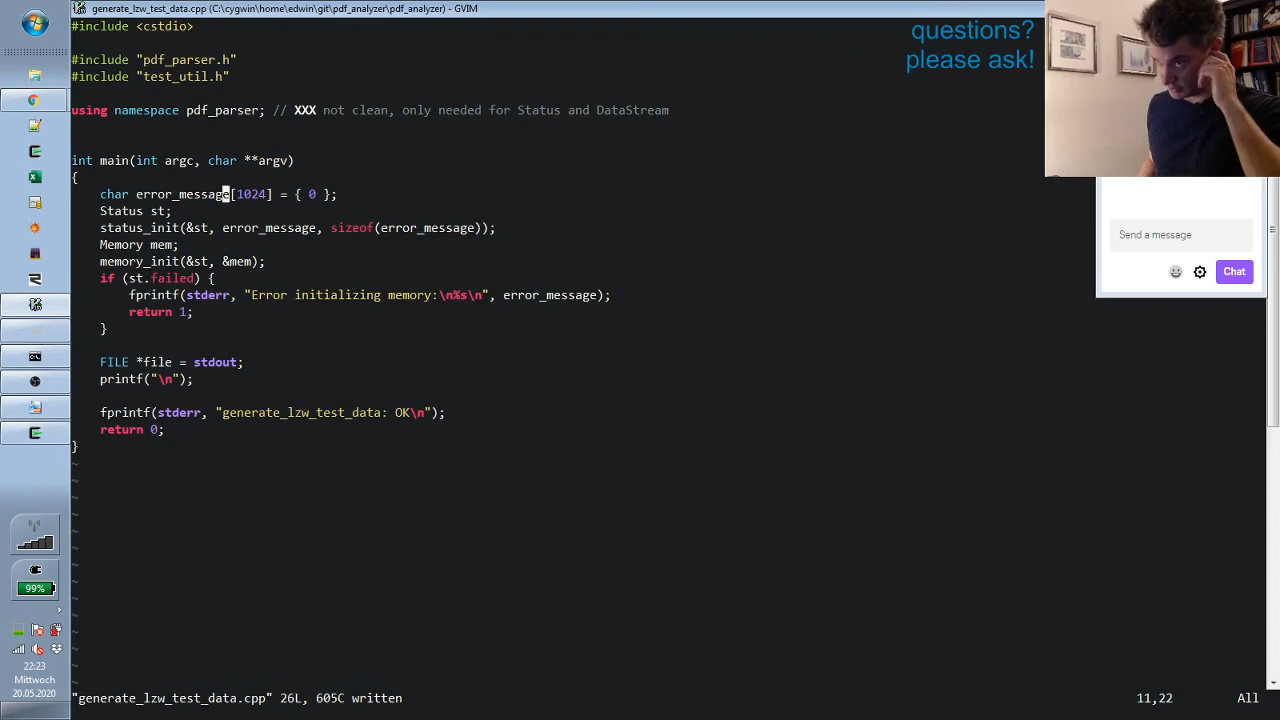 generate_lzw_test_data.cpp (C:\cygwin\home\edwin\git\pdf_analyzer\pdf_analyzer) - GVIM
#include <cstdio>
#include "pdf_parser.h"
#include "test_util.h"
using namespace pdf_parser; // XXX not clean, only needed for Status and DataStream
int main(int argc, char **argv)
{
char error_message[1024] = { 0 };
Status st;
status_init(&st, error_message, sizeof(error_message));
Memory mem;
memory_init(&st, &mem);
if (st.failed) {
fprintf(stderr, "Error initializing memory:\n%s\n", error_message);
return 1;
}
FILE *file = stdout;
printf("\n");
fprintf(stderr, "generate_lzw_test_data: OK\n");
return 0;
}
~
~
~
~
~
~
~
~
~
~
~
~
~
~
"generate_lzw_test_data.cpp" 26L, 605C written
11,22
All
questions?
please ask!
Send a message
Chat
99%
22:23
Mittwoch
20.05.2020